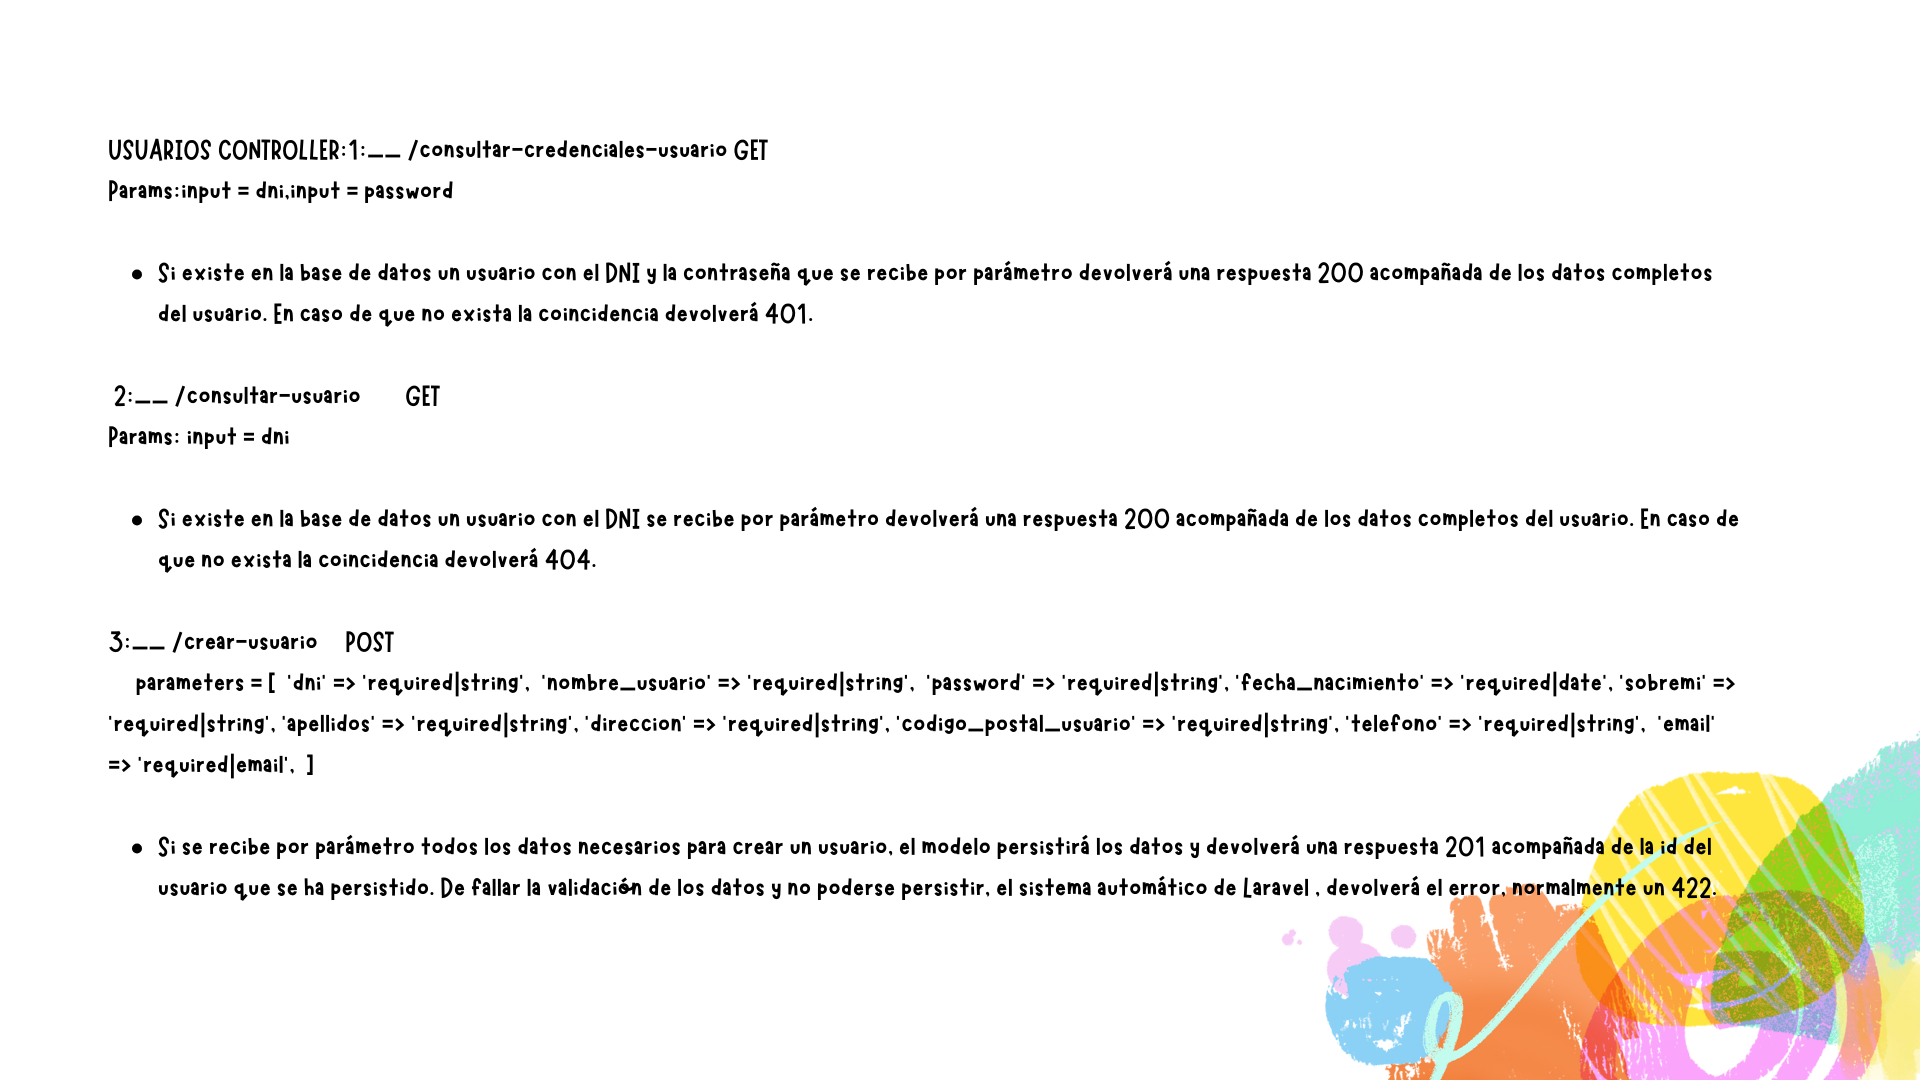 USUARIOS CONTROLLER:1:__ /consultar-credenciales-usuario GET
Params:input = dni,input = password
• Si existe en la base de datos un usuario con el DNI y la contraseña que se recibe por parámetro devolverá una respuesta 200 acompañada de los datos completos
del usuario. En caso de que no exista la coincidencia devolverá 401.
2:__ /consultar-usuario GET
Params: input = dni
• Si existe en la base de datos un usuario con el DNI se recibe por parámetro devolverá una respuesta 200 acompañada de los datos completos del usuario. En caso de
que no exista la coincidencia devolverá 404.
3:__ /crear-usuario POST
parameters = [ 'dni' => 'required|string', 'nombre_usuario' => 'required|string', 'password' => 'required|string', 'fecha_nacimiento' => 'required|date', 'sobremi' =>
'required|string', 'apellidos' => 'required|string', 'direccion' => 'required|string', 'codigo_postal_usuario' => 'required|string', 'telefono' => 'required|string', 'email'
=> 'required|email', ]
• Si se recibe por parámetro todos los datos necesarios para crear un usuario, el modelo persistirá los datos y devolverá una respuesta 201 acompañada de la id del
usuario que se ha persistido. De fallar la validación de los datos y no poderse persistir, el sistema automático de Laravel , devolverá el error, normalmente un 422.